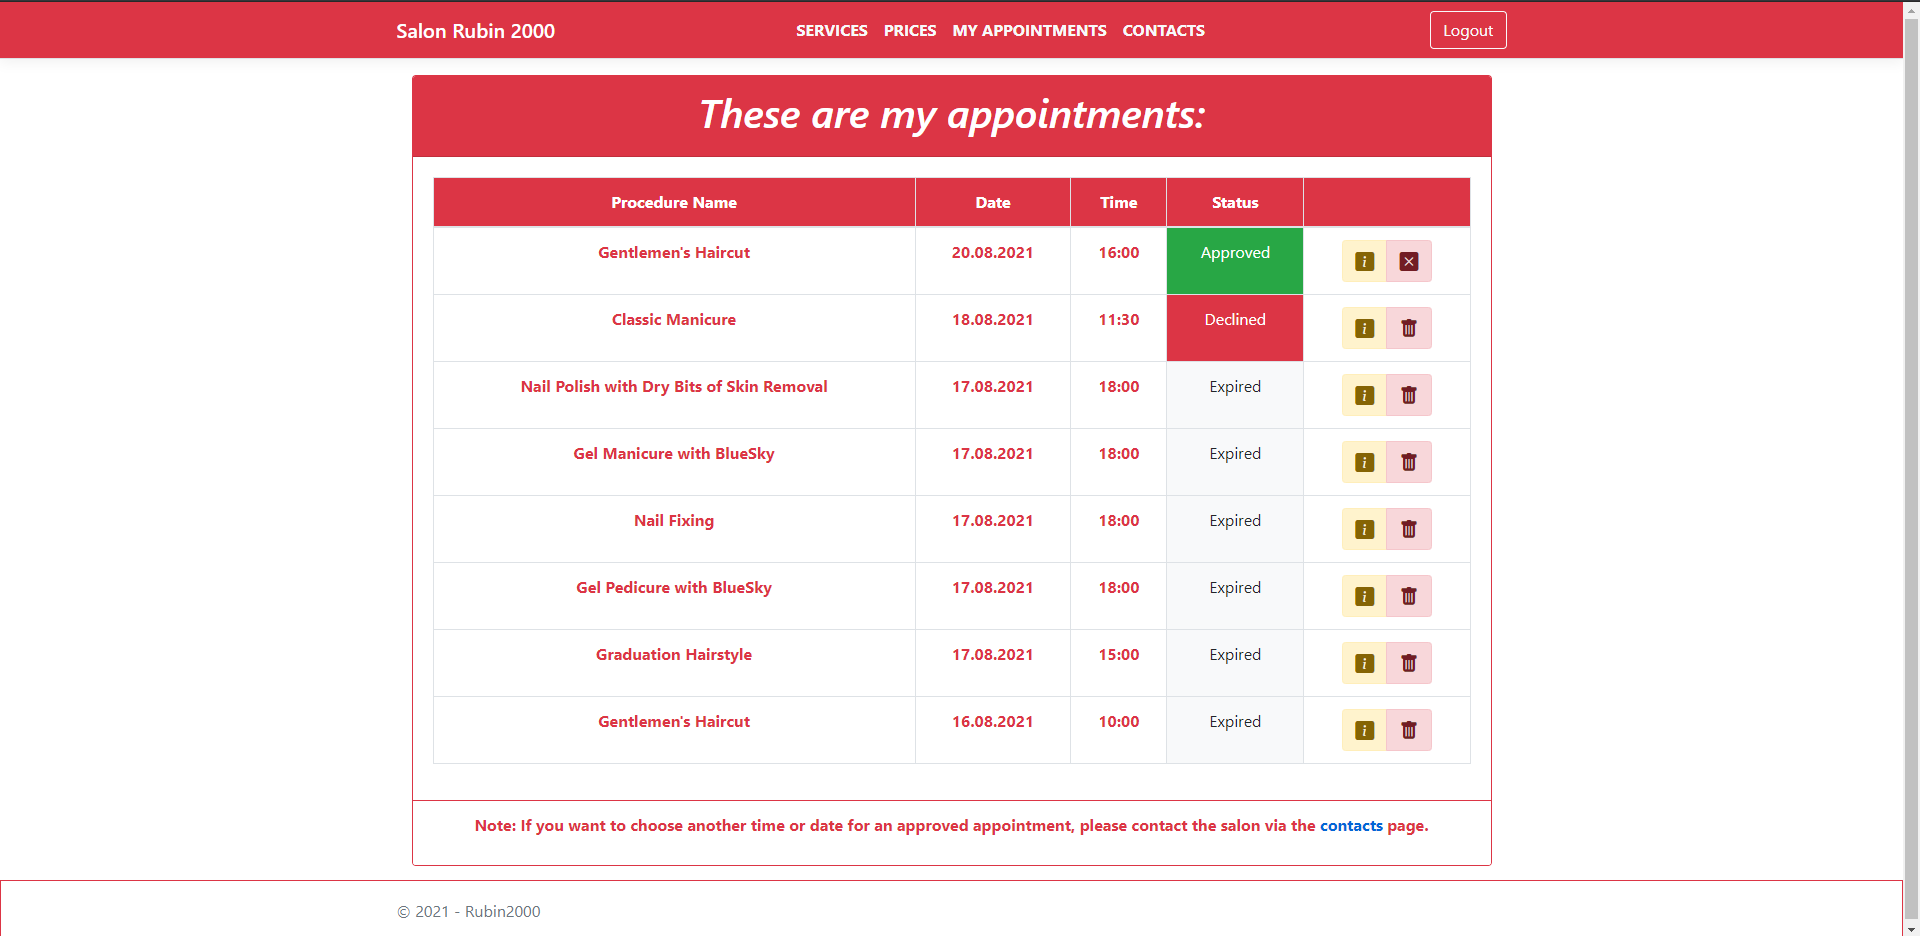 Salon Rubin 2000 SERVICES PRICES MY APPOINTMENTS CONTACTS Logout
These are my appointments:
Procedure Name Date Time Status
Gentlemen's Haircut 20.08.2021 16:00 Approved
Classic Manicure 18.08.2021 11:30 Declined
Nail Polish with Dry Bits of Skin Removal 17.08.2021 18:00 Expired
Gel Manicure with BlueSky 17.08.2021 18:00 Expired
Nail Fixing 17.08.2021 18:00 Expired
Gel Pedicure with BlueSky 17.08.2021 18:00 Expired
Graduation Hairstyle 17.08.2021 15:00 Expired
Gentlemen's Haircut 16.08.2021 10:00 Expired
Note: If you want to choose another time or date for an approved appointment, please contact the salon via the contacts page.
© 2021 - Rubin2000